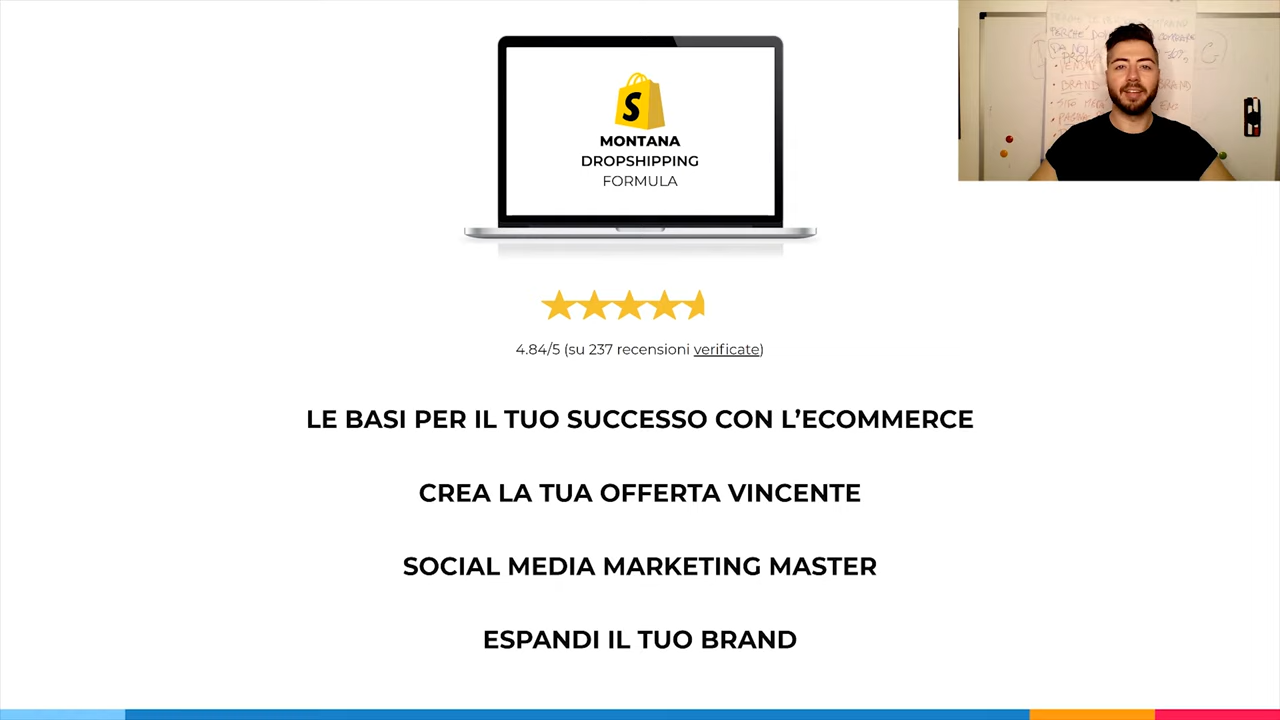 S
MONTANA
DROPSHIPPING
FORMULA
4.84/5 (su 237 recensioni verificate)
LE BASI PER IL TUO SUCCESSO CON L’ECOMMERCE
CREA LA TUA OFFERTA VINCENTE
SOCIAL MEDIA MARKETING MASTER
ESPANDI IL TUO BRAND